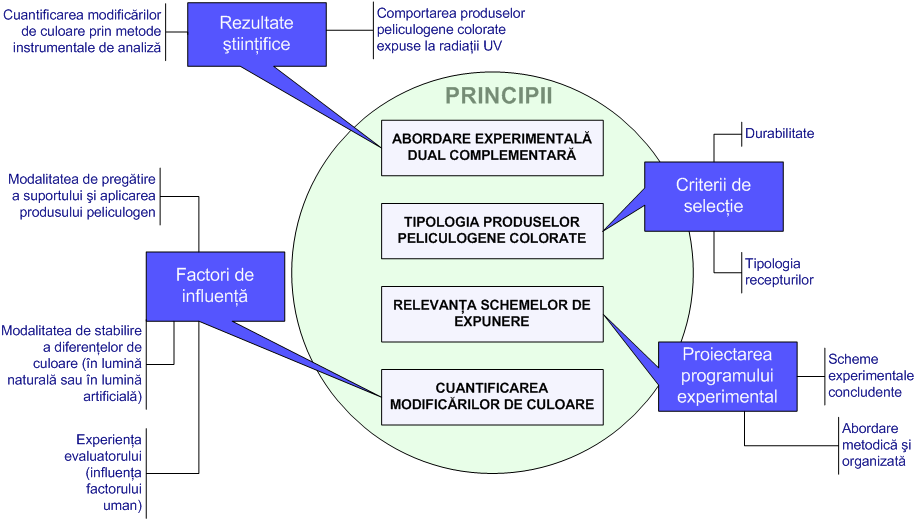 Cuantificarea modificărilor
de culoare prin metode
instrumentale de analiză
Rezultate
ştiinţifice
Comportarea produselor
peliculogene colorate
expuse la radiaţii UV
PRINCIPII
ABORDARE EXPERIMENTALĂ
DUAL COMPLEMENTARĂ
TIPOLOGIA PRODUSELOR
PELICULOGENE COLORATE
RELEVANŢA SCHEMELOR DE
EXPUNERE
CUANTIFICAREA
MODIFICĂRILOR DE CULOARE
Durabilitate
Criterii de
selecţie
Tipologia
recepturilor
Modalitatea de pregătire
a suportului şi aplicarea
produsului peliculogen
Factori de
influenţă
Modalitatea de stabilire
a diferenţelor de
culoare (în lumină
naturală sau în lumină
artificială)
Experienţa
evaluatorului
(influenţa
factorului
uman)
Proiectarea
programului
experimental
Scheme
experimentale
concludente
Abordare
metodică şi
organizată